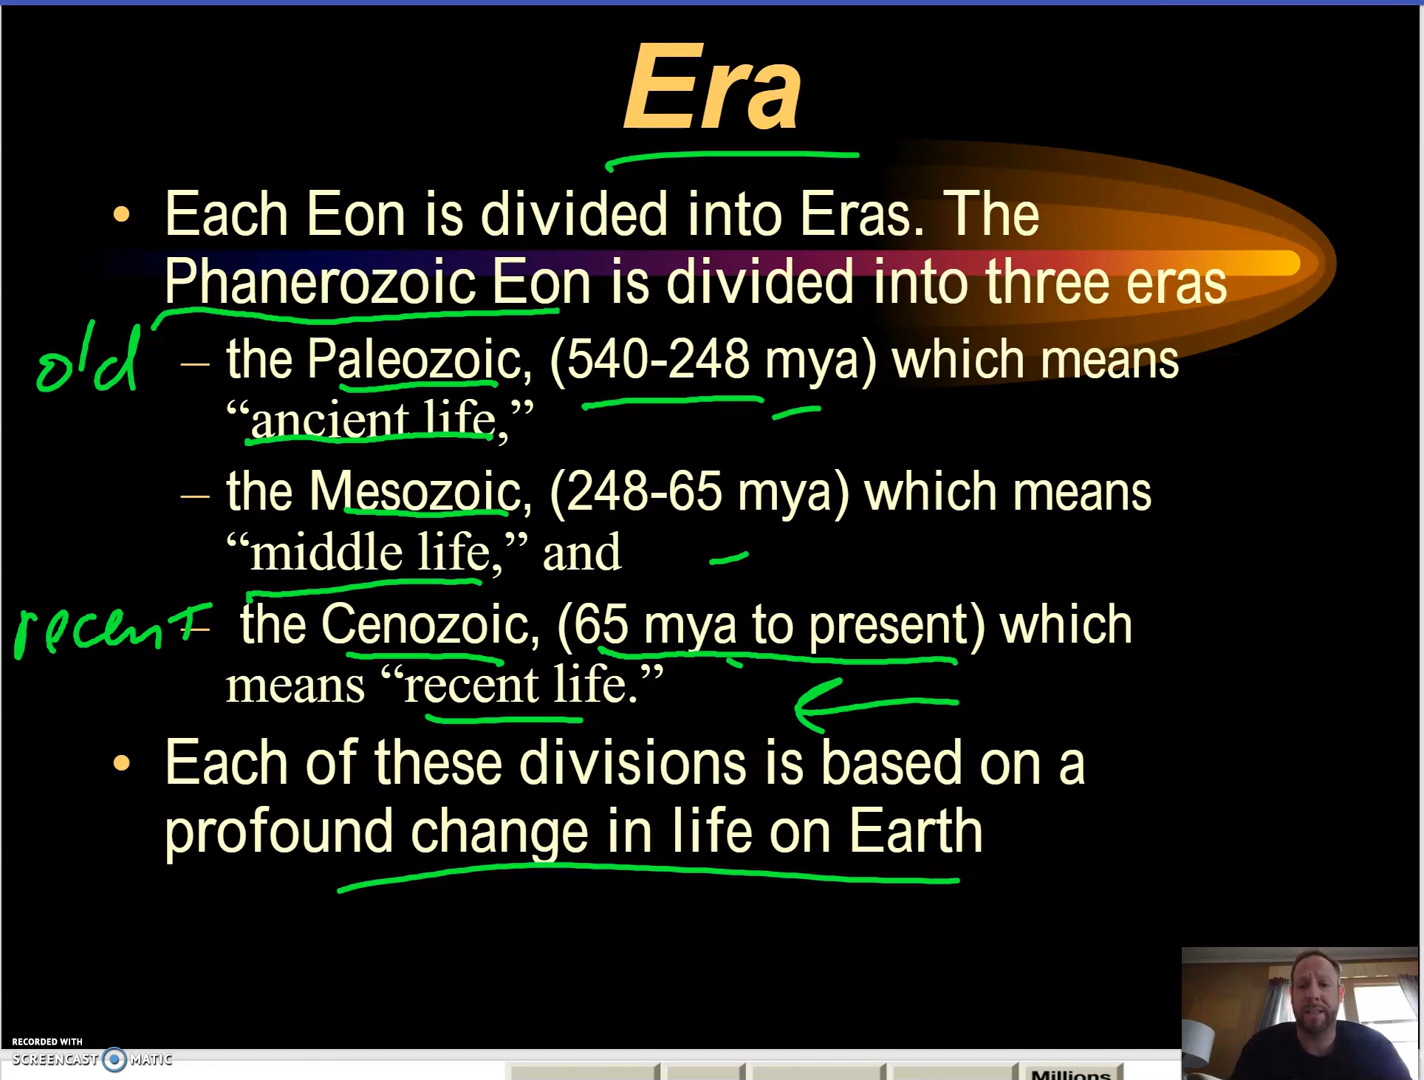 Era
• Each Eon is divided into Eras. The
Phanerozoic Eon is divided into three eras
old
– the Paleozoic, (540-248 mya) which means
“ancient life,”
– the Mesozoic, (248-65 mya) which means
“middle life,” and
recent
– the Cenozoic, (65 mya to present) which
means “recent life.”
• Each of these divisions is based on a
profound change in life on Earth
RECORDED WITH
SCREENCAST MATIC
Millions